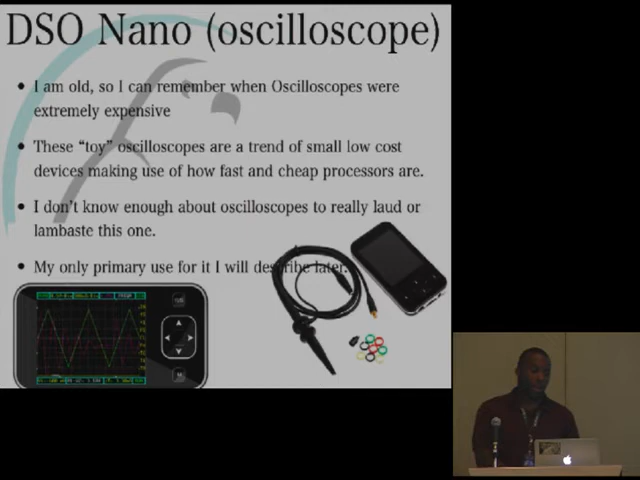 DSO Nano (oscilloscope)
• I am old, so I can remember when Oscilloscopes were
extremely expensive
• These “toy” oscilloscopes are a trend of small low cost
devices making use of how fast and cheap processors are.
• I don't know enough about oscilloscopes to really laud or
lambaste this one.
• My only primary use for it I will describe later.